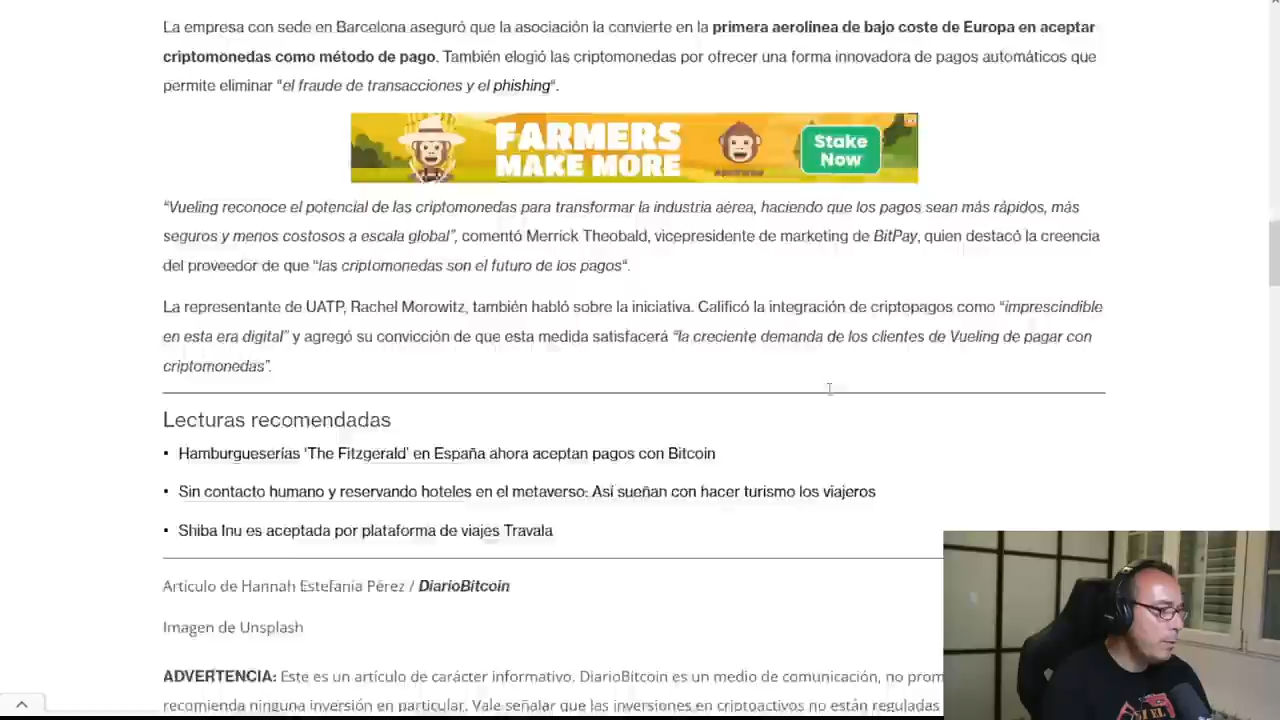 La empresa con sede en Barcelona aseguró que la asociación la convierte en la primera aerolinea de bajo coste de Europa en aceptar
criptomonedas como método de pago. También elogió las criptomonedas por ofrecer una forma innovadora de pagos automáticos que
permite eliminar “el fraude de transacciones y el phishing“.
FARMERS
MAKE MORE
Stake
Now
“Vueling reconoce el potencial de las criptomonedas para transformar la industria aérea, haciendo que los pagos sean más rápidos, más
seguros y menos costosos a escala global”, comentó Merrick Theobald, vicepresidente de marketing de BitPay, quien destacó la creencia
del proveedor de que “las criptomonedas son el futuro de los pagos“.
La representante de UATP, Rachel Morowitz, también habló sobre la iniciativa. Calificó la integración de criptopagos como “imprescindible
en esta era digital” y agregó su convicción de que esta medida satisfacerá “la creciente demanda de los clientes de Vueling de pagar con
criptomonedas”.
Lecturas recomendadas
▪ Hamburgueserías ‘The Fitzgerald’ en España ahora aceptan pagos con Bitcoin
▪ Sin contacto humano y reservando hoteles en el metaverso: Así sueñan con hacer turismo los viajeros
▪ Shiba Inu es aceptada por plataforma de viajes Travala
Artículo de Hannah Estefanía Pérez / DiarioBitcoin
Imagen de Unsplash
ADVERTENCIA: Este es un artículo de carácter informativo. DiarioBitcoin es un medio de comunicación, no prom
recomienda ninguna inversión en particular. Vale señalar que las inversiones en criptoactivos no están reguladas